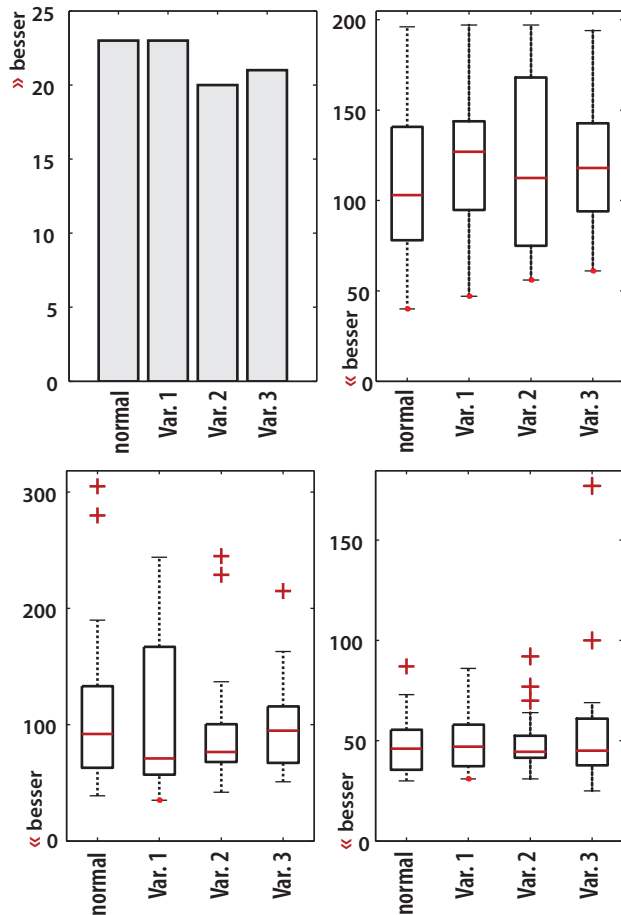 25
20
15
10
5
0
» besser
normal
Var. 1
Var. 2
Var. 3
200
150
100
50
0
« besser
normal
Var. 1
Var. 2
Var. 3
300
200
100
0
« besser
normal
Var. 1
Var. 2
Var. 3
150
100
50
0
« besser
normal
Var. 1
Var. 2
Var. 3